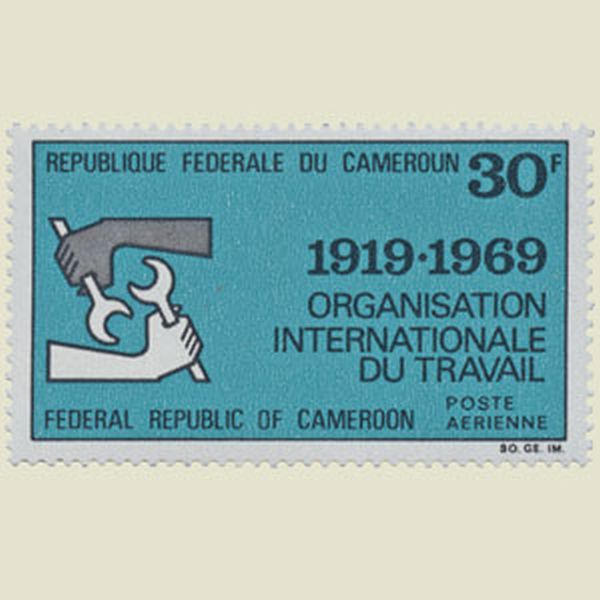 REPUBLIQUE FEDERALE DU CAMEROUN 30F
1919·1969
ORGANISATION
INTERNATIONALE
DU TRAVAIL
FEDERAL REPUBLIC OF CAMEROON
POSTE
AERIENNE
SO. GE. IM.